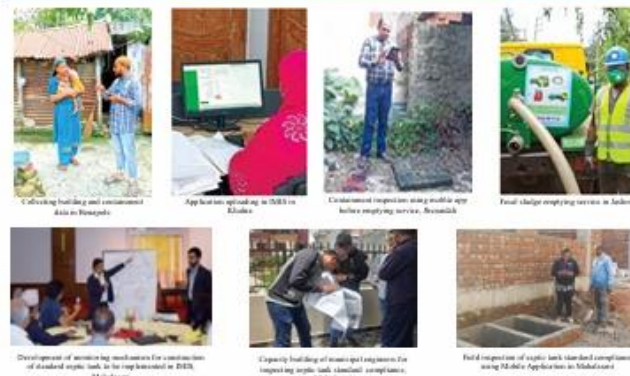 Collecting building and containment
data in Benapole
Application uploading in IMIS in
Khulna
Containment inspection using mobile app
before emptying service, Jhenaidah
Fecal sludge emptying service in
Development of monitoring mechanism for construction
of standard septic tank to be implemented in IMIS,
Capacity building of municipal engineers for
inspecting septic tank standard compliance,
Field inspection of septic tank standard compliance
using Mobile Application in Mahalaxmi